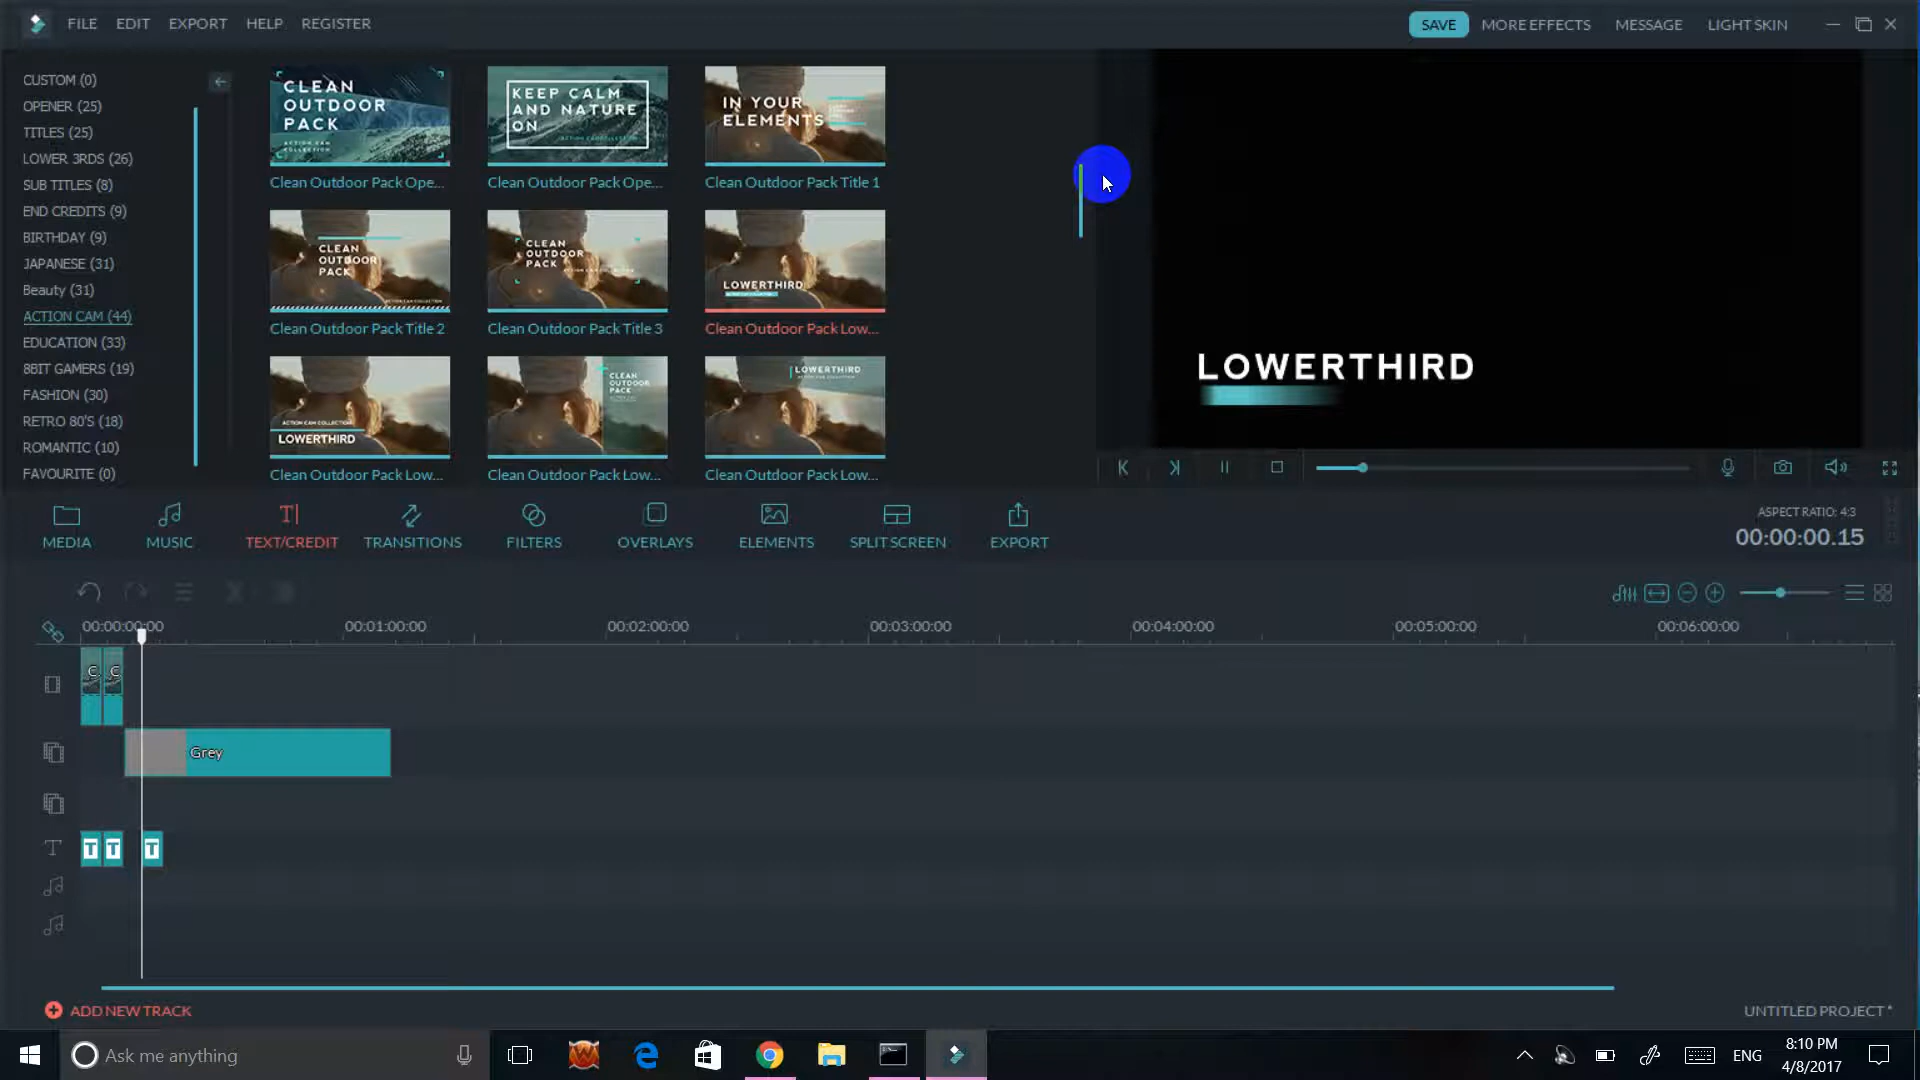 FILE EDIT EXPORT HELP REGISTER
SAVE MORE EFFECTS MESSAGE LIGHT SKIN
CUSTOM (0)
OPENER (25)
TITLES (25)
LOWER 3RDS (26)
SUB TITLES (8)
END CREDITS (9)
BIRTHDAY (9)
JAPANESE (31)
Beauty (31)
ACTION CAM (44)
EDUCATION (33)
8BIT GAMERS (19)
FASHION (30)
RETRO 80'S (18)
ROMANTIC (10)
FAVOURITE (0)
CLEAN
OUTDOOR
PACK
ACTION CAM
COLLECTION
Clean Outdoor Pack Ope...
KEEP CALM
AND NATURE
ON
Clean Outdoor Pack Ope...
IN YOUR
ELEMENTS
Clean Outdoor Pack Title 1
CLEAN
OUTDOOR
PACK
ACTION CAM COLLECTION
Clean Outdoor Pack Title 2
CLEAN
OUTDOOR
PACK
Clean Outdoor Pack Title 3
LOWERTHIRD
Clean Outdoor Pack Low...
ACTION CAM COLLECTION
LOWERTHIRD
Clean Outdoor Pack Low...
CLEAN
OUTDOOR
PACK
Clean Outdoor Pack Low...
LOWERTHIRD
Clean Outdoor Pack Low...
LOWERTHIRD
MEDIA MUSIC TEXT/CREDIT TRANSITIONS FILTERS OVERLAYS ELEMENTS SPLIT SCREEN EXPORT
ASPECT RATIO: 4:3
00:00:00.15
00:00:00:00 00:01:00:00 00:02:00:00 00:03:00:00 00:04:00:00 00:05:00:00 00:06:00:00
C C
Grey
T T T
ADD NEW TRACK
UNTITLED PROJECT *
Ask me anything
ENG
8:10 PM
4/8/2017